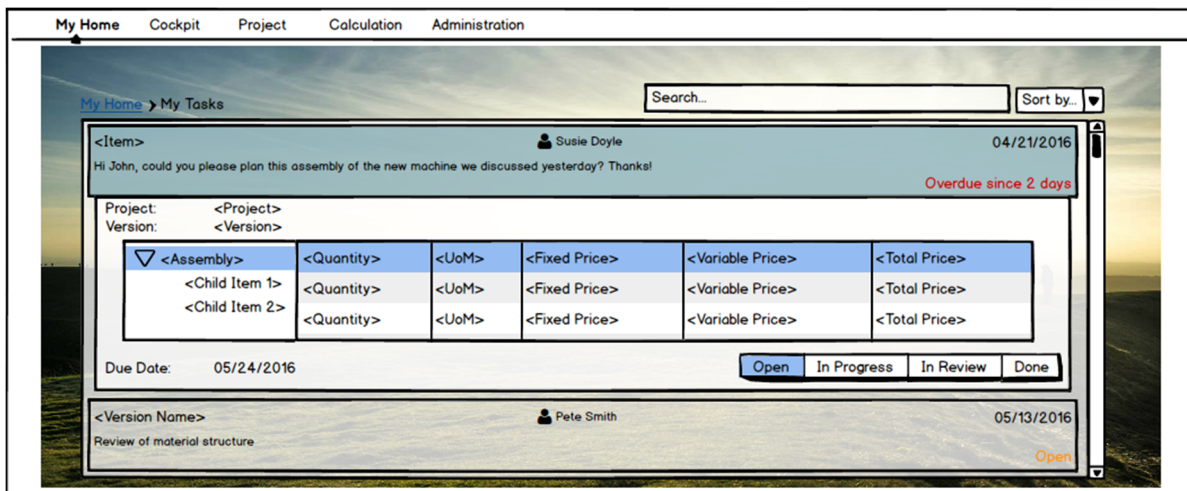 My Home Cockpit Project Calculation Administration
My Home > My Tasks
Search... Sort by...
<Item> Susie Doyle 04/21/2016
Hi John, could you please plan this assembly of the new machine we discussed yesterday? Thanks!
Overdue since 2 days
Project: <Project>
Version: <Version>
<Assembly> <Quantity> <UoM> <Fixed Price> <Variable Price> <Total Price>
<Child Item 1> <Quantity> <UoM> <Fixed Price> <Variable Price> <Total Price>
<Child Item 2> <Quantity> <UoM> <Fixed Price> <Variable Price> <Total Price>
Due Date: 05/24/2016 Open In Progress In Review Done
<Version Name> Pete Smith 05/13/2016
Review of material structure
Open